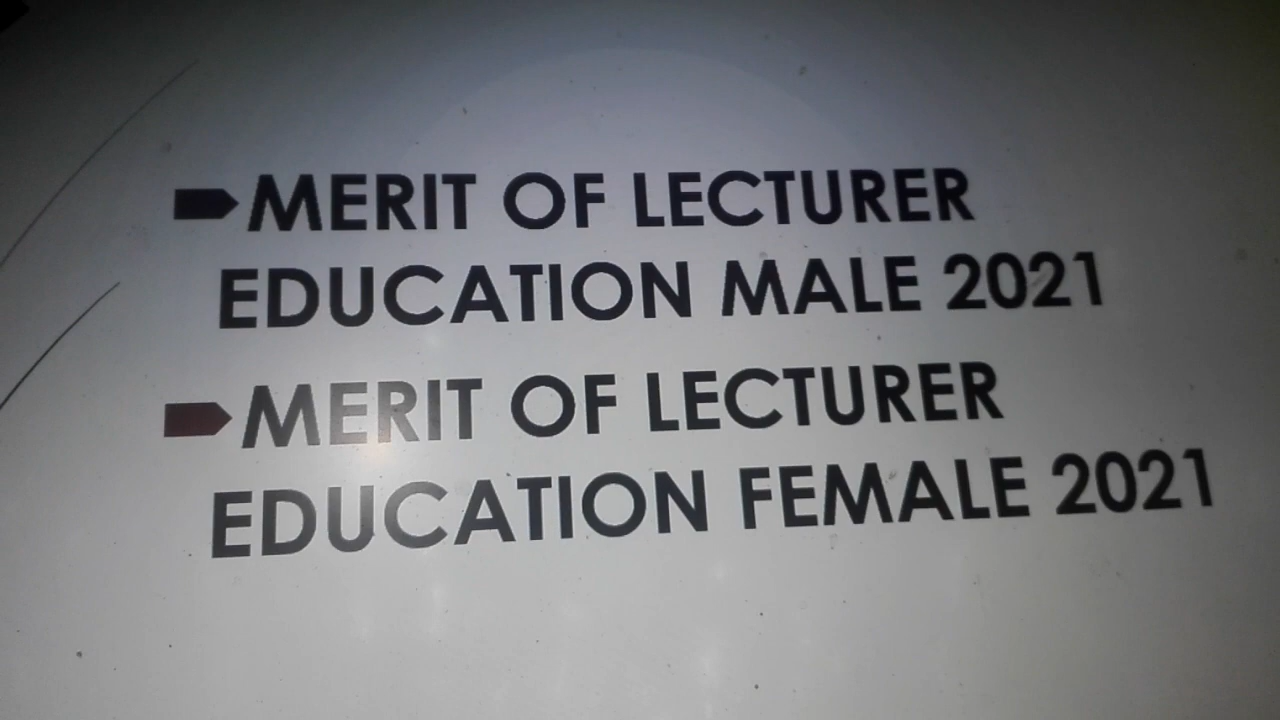 MERIT OF LECTURER
EDUCATION MALE 2021
MERIT OF LECTURER
EDUCATION FEMALE 2021